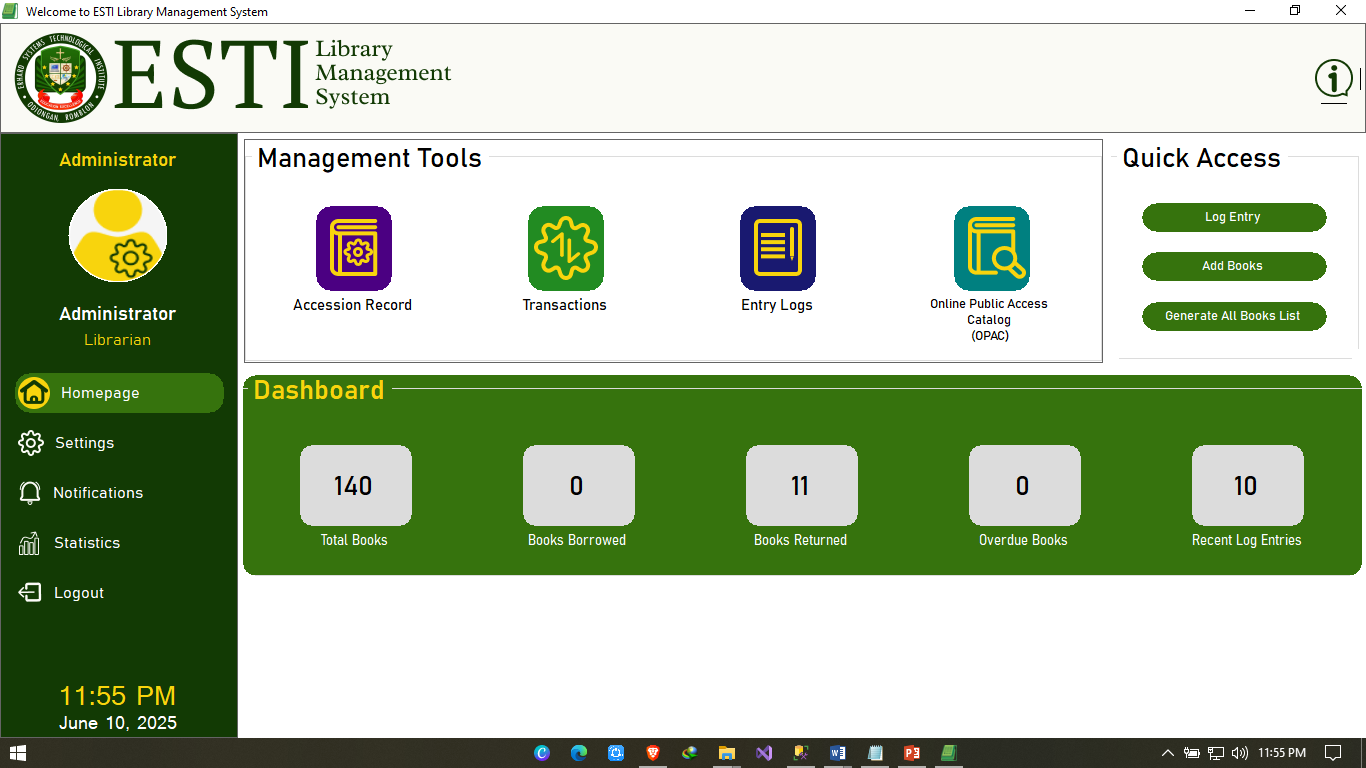 Welcome to ESTI Library Management System
ERHARD SYSTEMS TECHNOLOGICAL INSTITUTE
ODIONGAN, ROMBLON
ESTI
Library
Management
System
Administrator
Administrator
Librarian
Homepage
Settings
Notifications
Statistics
Logout
11:55 PM
June 10, 2025
Management Tools
Accession Record
Transactions
Entry Logs
Online Public Access
Catalog
(OPAC)
Quick Access
Log Entry
Add Books
Generate All Books List
Dashboard
140
Total Books
0
Books Borrowed
11
Books Returned
0
Overdue Books
10
Recent Log Entries
11:55 PM